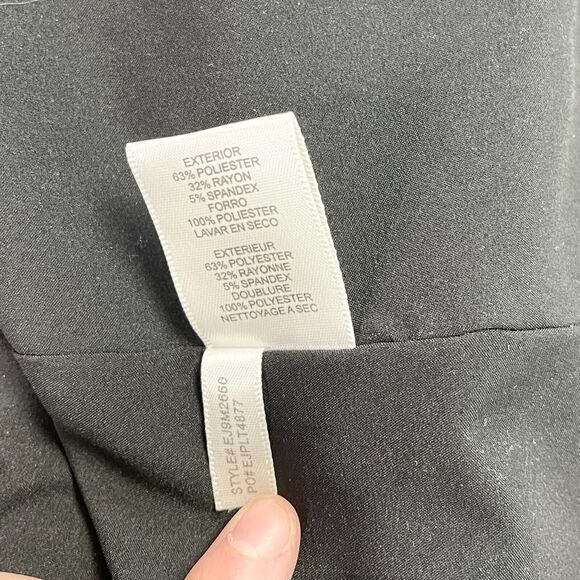 EXTERIOR
63% POLIESTER
32% RAYON
5% SPANDEX
FORRO
100% POLIESTER
LAVAR EN SECO
EXTERIEUR
63% POLYESTER
32% RAYONNE
5% SPANDEX
DOUBLURE
100% POLYESTER
NETTOYAGE A SEC
STYLE# EJ9M2660
PO# EJPLT4877